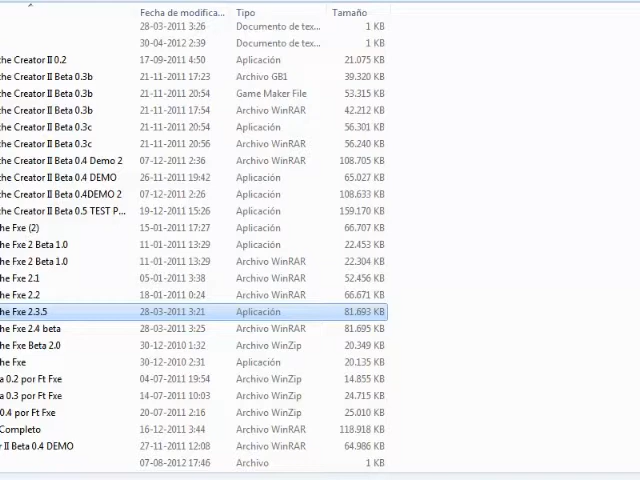 Fecha de modifica... Tipo Tamaño
28-03-2011 3:26 Documento de tex... 1 KB
30-04-2012 2:39 Documento de tex... 1 KB
che Creator II 0.2 17-09-2011 4:50 Aplicación 21.075 KB
che Creator II Beta 0.3b 21-11-2011 17:23 Archivo GB1 39.320 KB
che Creator II Beta 0.3b 21-11-2011 20:54 Game Maker File 53.315 KB
che Creator II Beta 0.3b 21-11-2011 17:54 Archivo WinRAR 42.212 KB
che Creator II Beta 0.3c 21-11-2011 20:54 Aplicación 56.301 KB
che Creator II Beta 0.3c 21-11-2011 20:56 Archivo WinRAR 56.240 KB
che Creator II Beta 0.4 Demo 2 07-12-2011 2:36 Archivo WinRAR 108.705 KB
che Creator II Beta 0.4 DEMO 26-11-2011 19:42 Aplicación 65.027 KB
che Creator II Beta 0.4DEMO 2 07-12-2011 2:26 Aplicación 108.633 KB
che Creator II Beta 0.5 TEST P... 19-12-2011 15:26 Aplicación 159.170 KB
he Fxe (2) 15-01-2011 17:27 Aplicación 66.707 KB
he Fxe 2 Beta 1.0 11-01-2011 13:29 Aplicación 22.453 KB
he Fxe 2 Beta 1.0 11-01-2011 13:29 Archivo WinRAR 22.304 KB
he Fxe 2.1 05-01-2011 3:38 Archivo WinRAR 52.456 KB
he Fxe 2.2 18-01-2011 0:24 Archivo WinRAR 66.671 KB
he Fxe 2.3.5 28-03-2011 3:21 Aplicación 81.693 KB
he Fxe 2.4 beta 28-03-2011 3:25 Archivo WinRAR 81.695 KB
he Fxe Beta 2.0 30-12-2010 1:32 Archivo WinZip 20.349 KB
he Fxe 30-12-2010 2:31 Aplicación 20.135 KB
a 0.2 por Ft Fxe 04-07-2011 19:54 Archivo WinZip 14.855 KB
a 0.3 por Ft Fxe 14-07-2011 10:03 Archivo WinZip 24.715 KB
0.4 por Ft Fxe 20-07-2011 2:16 Archivo WinZip 25.010 KB
Completo 16-12-2011 3:44 Archivo WinRAR 118.918 KB
r II Beta 0.4 DEMO 27-11-2011 12:08 Archivo WinRAR 64.986 KB
07-08-2012 17:46 Archivo 1 KB